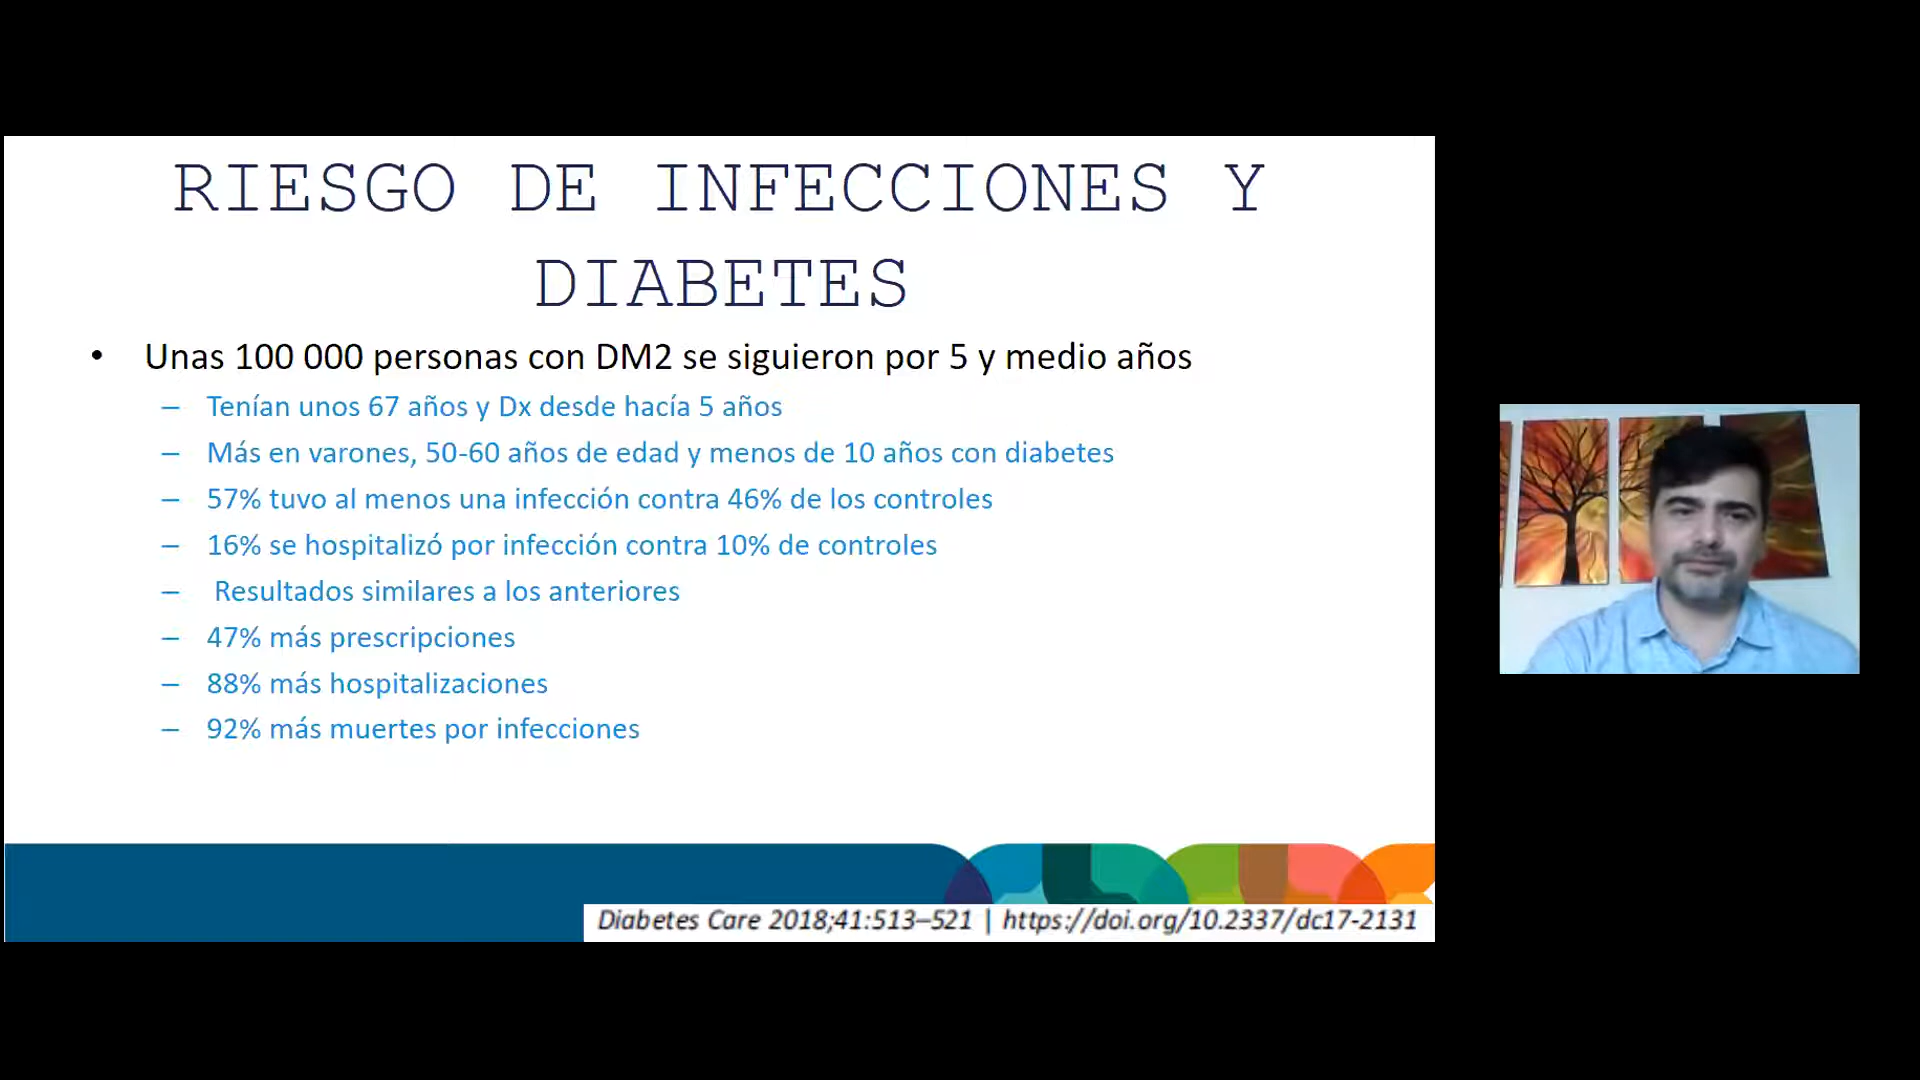 RIESGO DE INFECCIONES Y
DIABETES
• Unas 100 000 personas con DM2 se siguieron por 5 y medio años
– Tenían unos 67 años y Dx desde hacía 5 años
– Más en varones, 50-60 años de edad y menos de 10 años con diabetes
– 57% tuvo al menos una infección contra 46% de los controles
– 16% se hospitalizó por infección contra 10% de controles
– Resultados similares a los anteriores
– 47% más prescripciones
– 88% más hospitalizaciones
– 92% más muertes por infecciones
Diabetes Care 2018;41:513–521 | https://doi.org/10.2337/dc17-2131